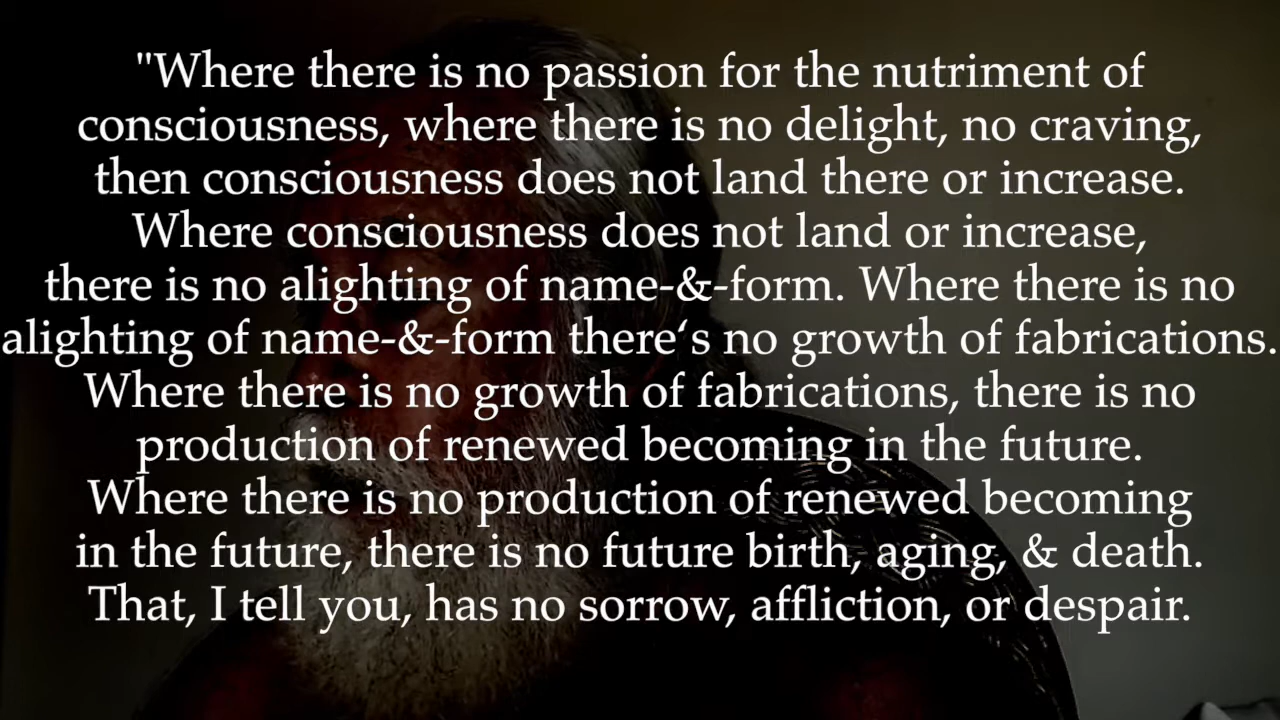 "Where there is no passion for the nutriment of
consciousness, where there is no delight, no craving,
then consciousness does not land there or increase.
Where consciousness does not land or increase,
there is no alighting of name-&-form. Where there is no
alighting of name-&-form there‘s no growth of fabrications.
Where there is no growth of fabrications, there is no
production of renewed becoming in the future.
Where there is no production of renewed becoming
in the future, there is no future birth, aging, & death.
That, I tell you, has no sorrow, affliction, or despair.